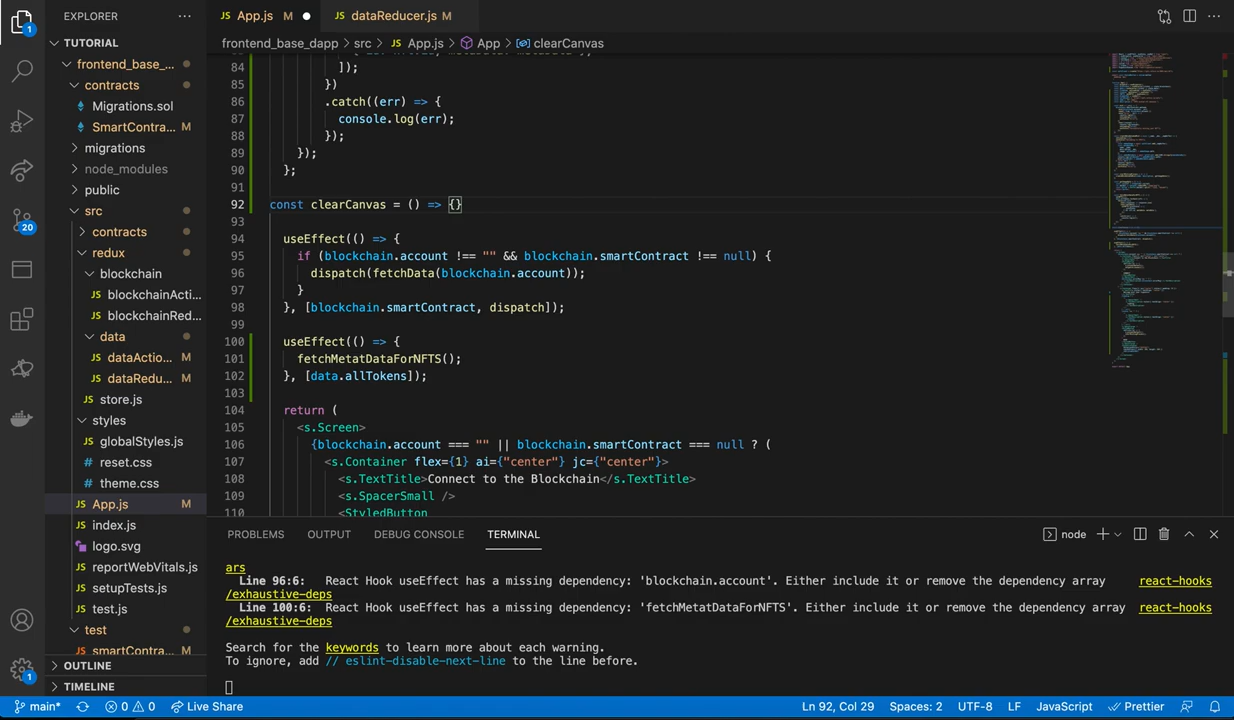 EXPLORER
App.js M
dataReducer.js M
TUTORIAL
frontend_base_...
contracts
Migrations.sol
SmartContra... M
migrations
node_modules
public
src
contracts
redux
blockchain
blockchainActi...
blockchainRed...
data
dataActio... M
dataRedu... M
store.js
styles
globalStyles.js
reset.css
theme.css
App.js M
index.js
logo.svg
reportWebVitals.js
setupTests.js
test.js
test
smartContra...
OUTLINE
TIMELINE
frontend_base_dapp > src > JS App.js > App > clearCanvas
84 ]);
85 })
86 .catch((err) => {
87 console.log(err);
88 });
89 });
90 };
91
92 const clearCanvas = () => {}
93
94 useEffect(() => {
95 if (blockchain.account !== "" && blockchain.smartContract !== null) {
96 dispatch(fetchData(blockchain.account));
97 }
98 }, [blockchain.smartContract, dispatch]);
99
100 useEffect(() => {
101 fetchMetatDataForNFTS();
102 }, [data.allTokens]);
103
104 return (
105 <s.Screen>
106 {blockchain.account === "" || blockchain.smartContract === null ? (
107 <s.Container flex={1} ai={"center"} jc={"center"}>
108 <s.TextTitle>Connect to the Blockchain</s.TextTitle>
109 <s.SpacerSmall />
110 <StyledButton
PROBLEMS OUTPUT DEBUG CONSOLE TERMINAL
node
ars
Line 96:6: React Hook useEffect has a missing dependency: 'blockchain.account'. Either include it or remove the dependency array react-hooks
/exhaustive-deps
Line 100:6: React Hook useEffect has a missing dependency: 'fetchMetatDataForNFTS'. Either include it or remove the dependency array react-hooks
/exhaustive-deps
Search for the keywords to learn more about each warning.
To ignore, add // eslint-disable-next-line to the line before.
1
20
1
main* 0 0 Live Share Ln 92, Col 29 Spaces: 2 UTF-8 LF JavaScript Prettier